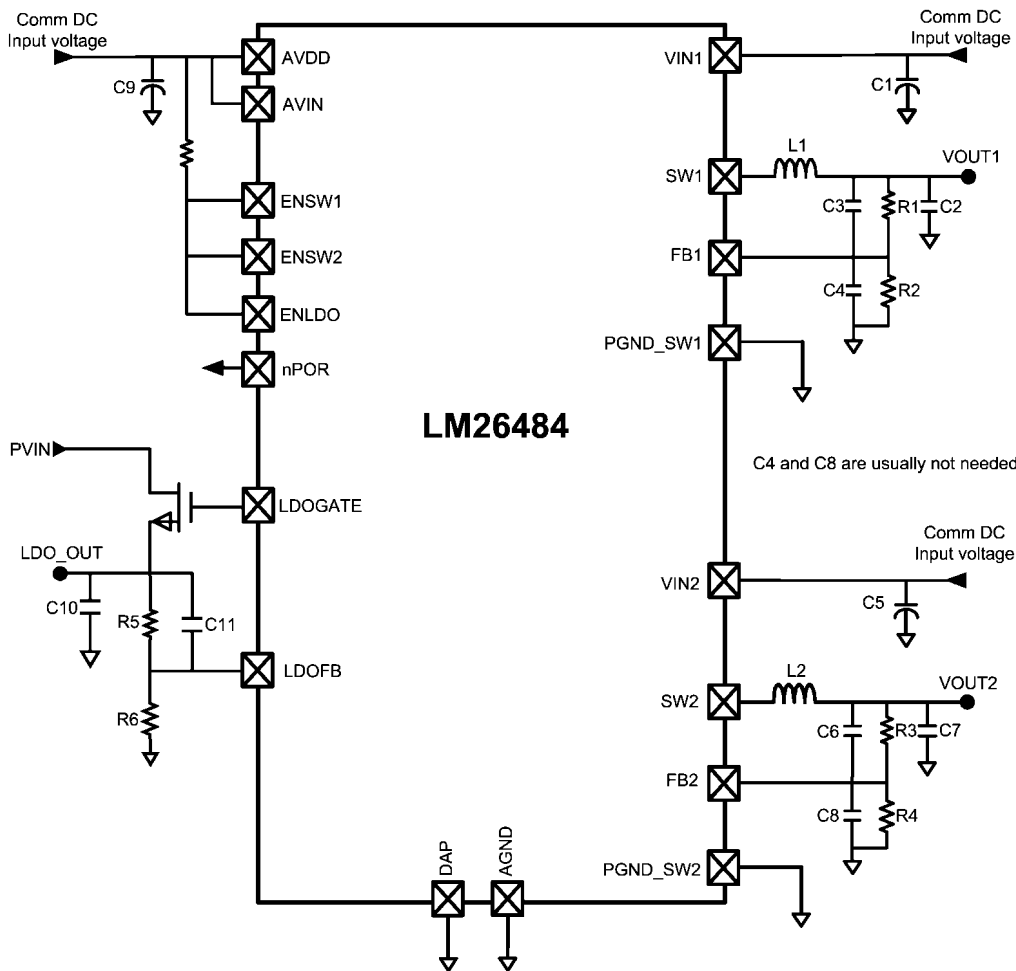 Comm DC
Input voltage
C9
AVDD
AVIN
ENSW1
ENSW2
ENLDO
nPOR
PVIN
LDOGATE
LDO_OUT
C10
R5
C11
LDOFB
R6
DAP
AGND
LM26484
Comm DC
Input voltage
VIN1
C1
L1
VOUT1
SW1
C3
R1
C2
FB1
C4
R2
PGND_SW1
C4 and C8 are usually not needed
Comm DC
Input voltage
VIN2
C5
L2
VOUT2
SW2
C6
R3
C7
FB2
C8
R4
PGND_SW2